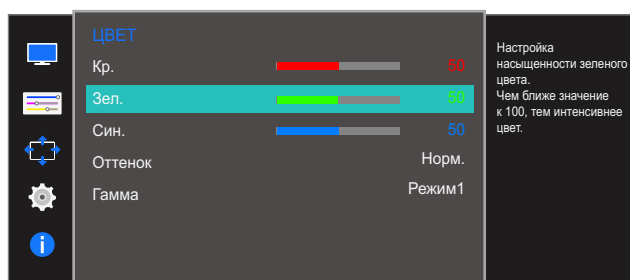 ЦВЕТ
Кр. 50
Зел. 50
Син. 50
Оттенок Норм.
Гамма Режим1
Настройка
насыщенности зеленого
цвета.
Чем ближе значение
к 100, тем интенсивнее
цвет.